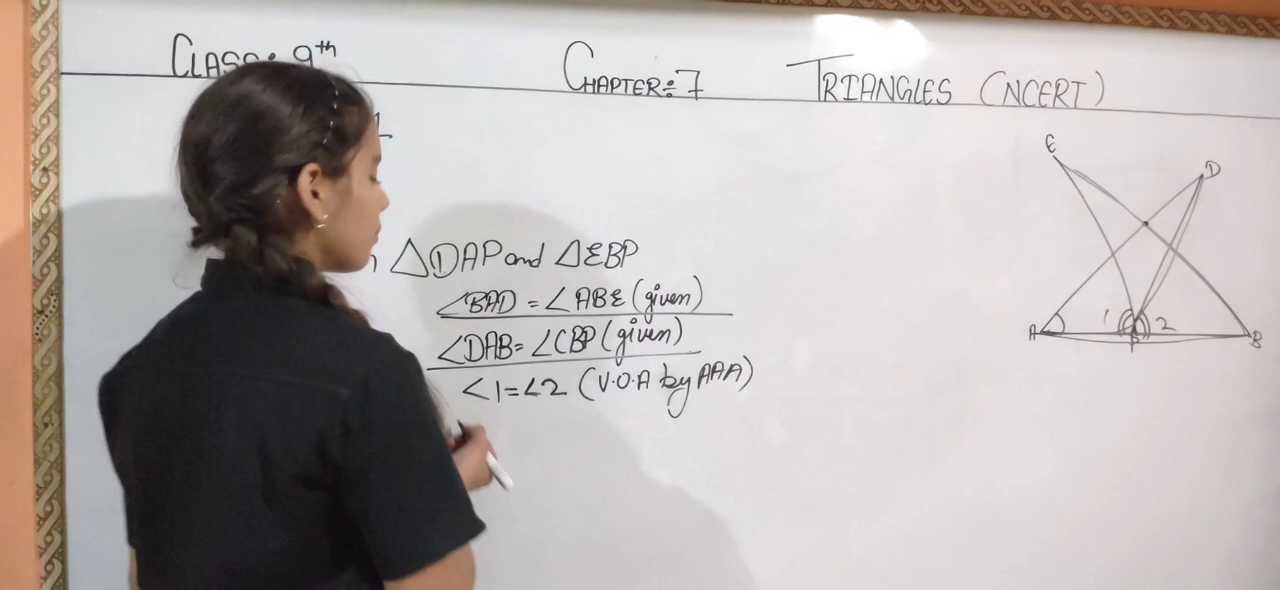 CLASS: 9th CHAPTER÷7 TRIANGLES (NCERT)
△DAP and △EBP
∠BAD = ∠ABE (given)
∠DAB = ∠CBP (given)
∠1=∠2 (V.O.A by AAA)
E
D
1 2
A P B